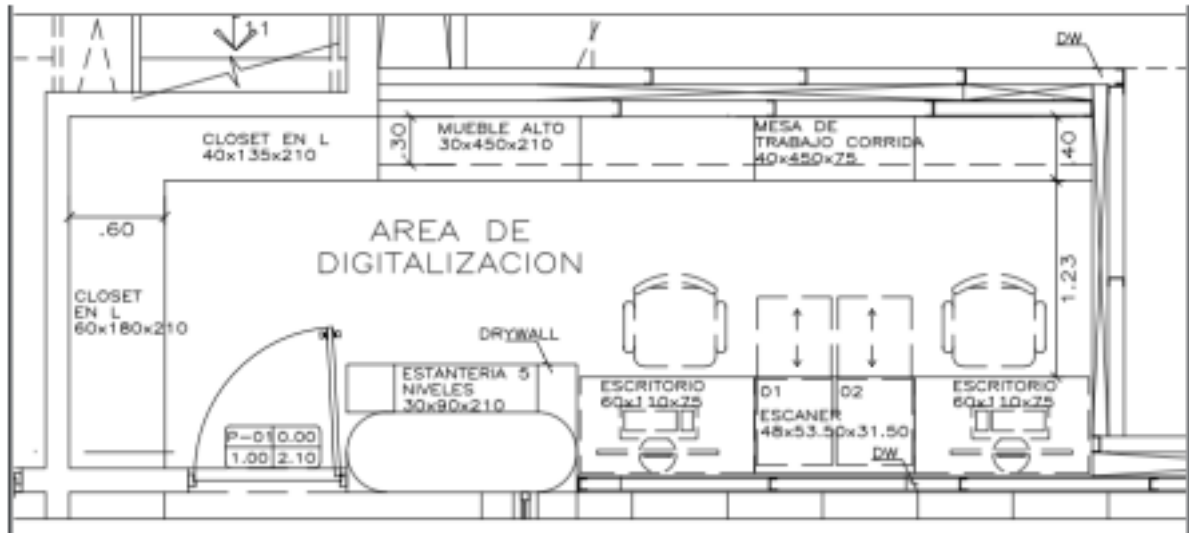 11
DW
CLOSET EN L
40x135x210
.30
MUEBLE ALTO
30x450x210
MESA DE
TRABAJO CORRIDA
40x450x75
.40
.60
AREA DE
DIGITALIZACION
1.23
CLOSET
EN L
60x180x210
DRYWALL
ESTANTERIA 5
NIVELES
30x90x210
ESCRITORIO
60x110x75
01 02
ESCANER
48x53.50x31.50
ESCRITORIO
60x110x75
P-01 0.00
1.00 2.10
DW